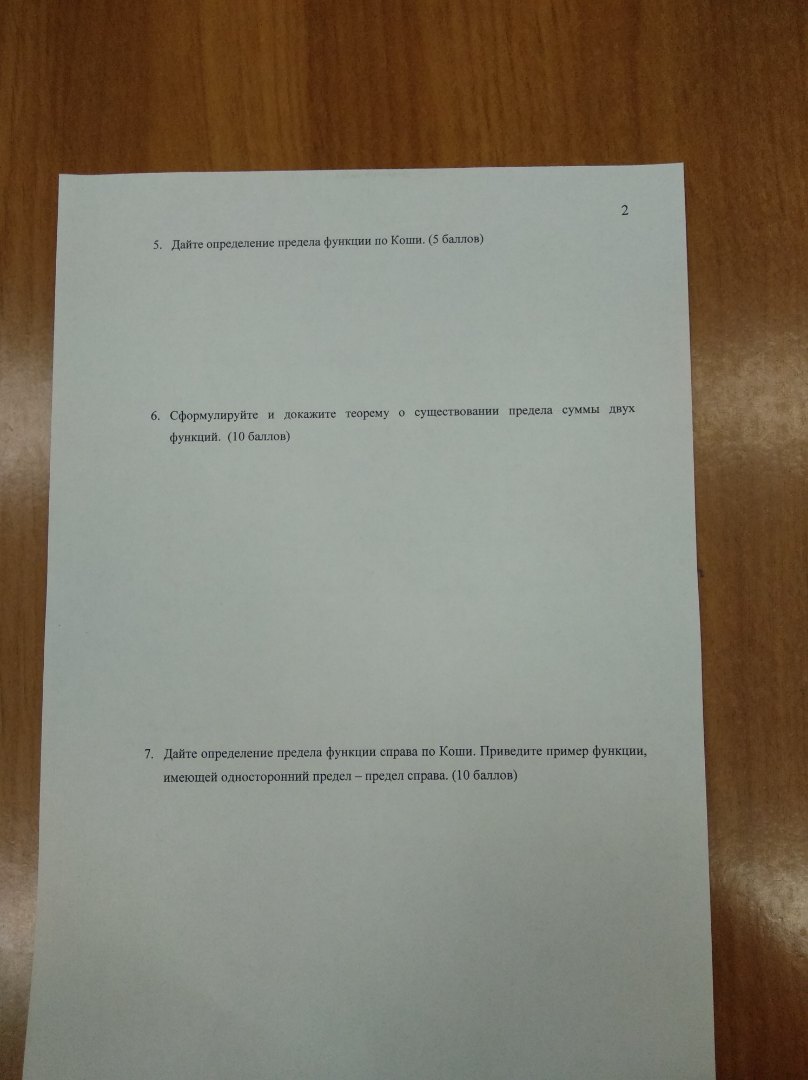 2
5. Дайте определение предела функции по Коши. (5 баллов)
6. Сформулируйте и докажите теорему о существовании предела суммы двух
функций. (10 баллов)
7. Дайте определение предела функции справа по Коши. Приведите пример функции,
имеющей односторонний предел – предел справа. (10 баллов)